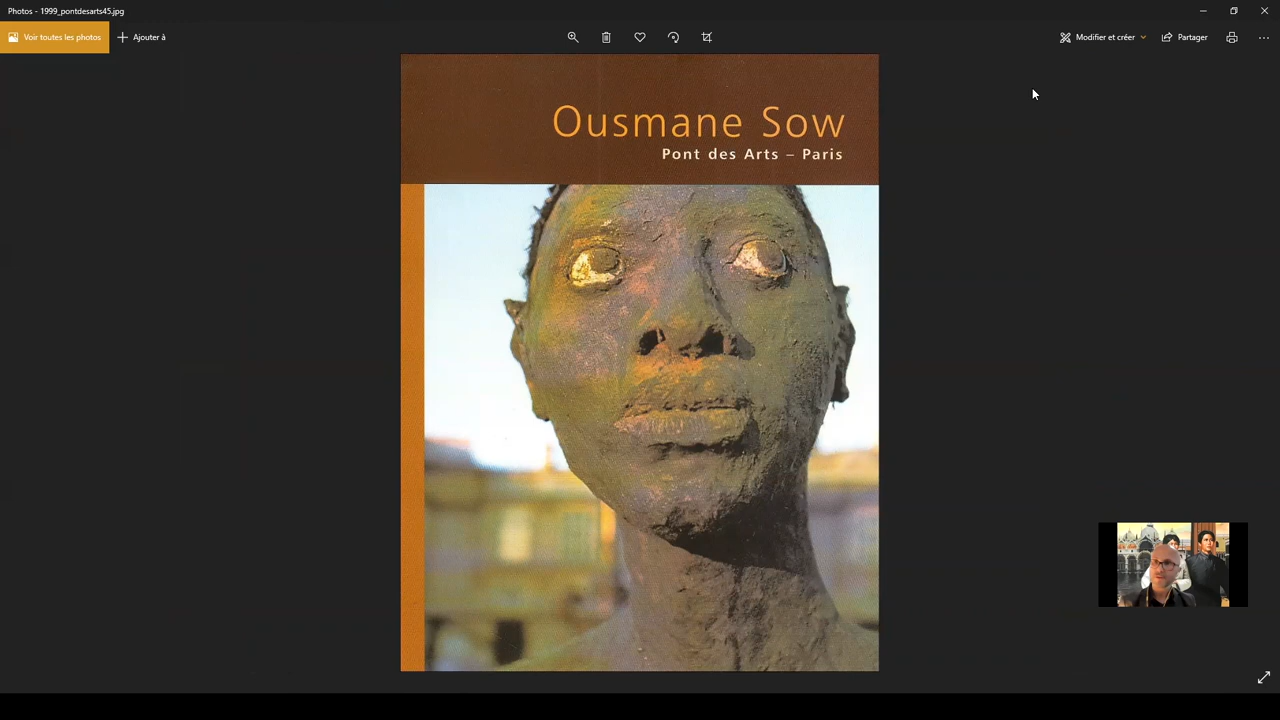 Photos - 1999_pontdesarts45.jpg
Voir toutes les photos
Ajouter à
Modifier et créer
Partager
Ousmane Sow
Pont des Arts – Paris